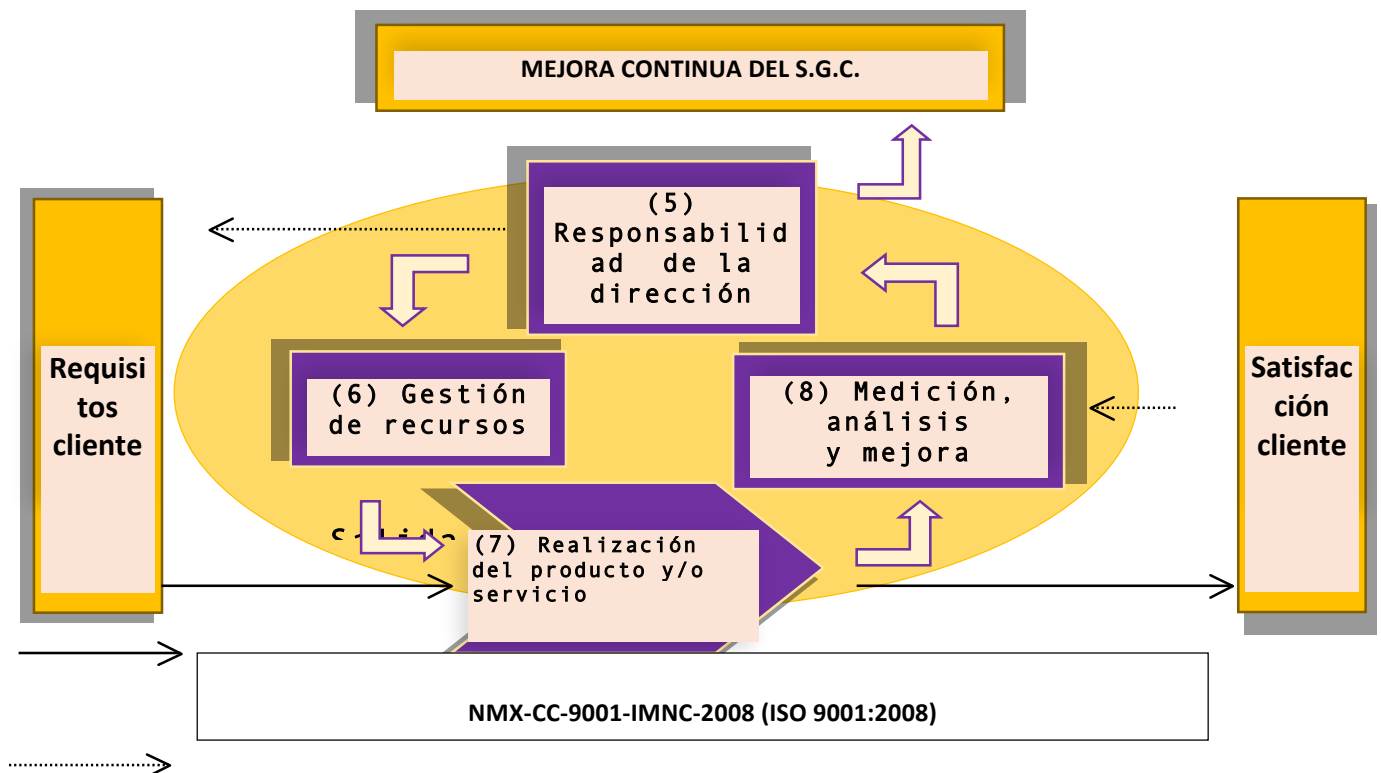 MEJORA CONTINUA DEL S.G.C.
(5)
Responsabilid
ad de la
dirección
Requisi
tos
cliente
(6) Gestión
de recursos
(8) Medición,
análisis
y mejora
Satisfac
ción
cliente
(7) Realización
del producto y/o
servicio
NMX-CC-9001-IMNC-2008 (ISO 9001:2008)